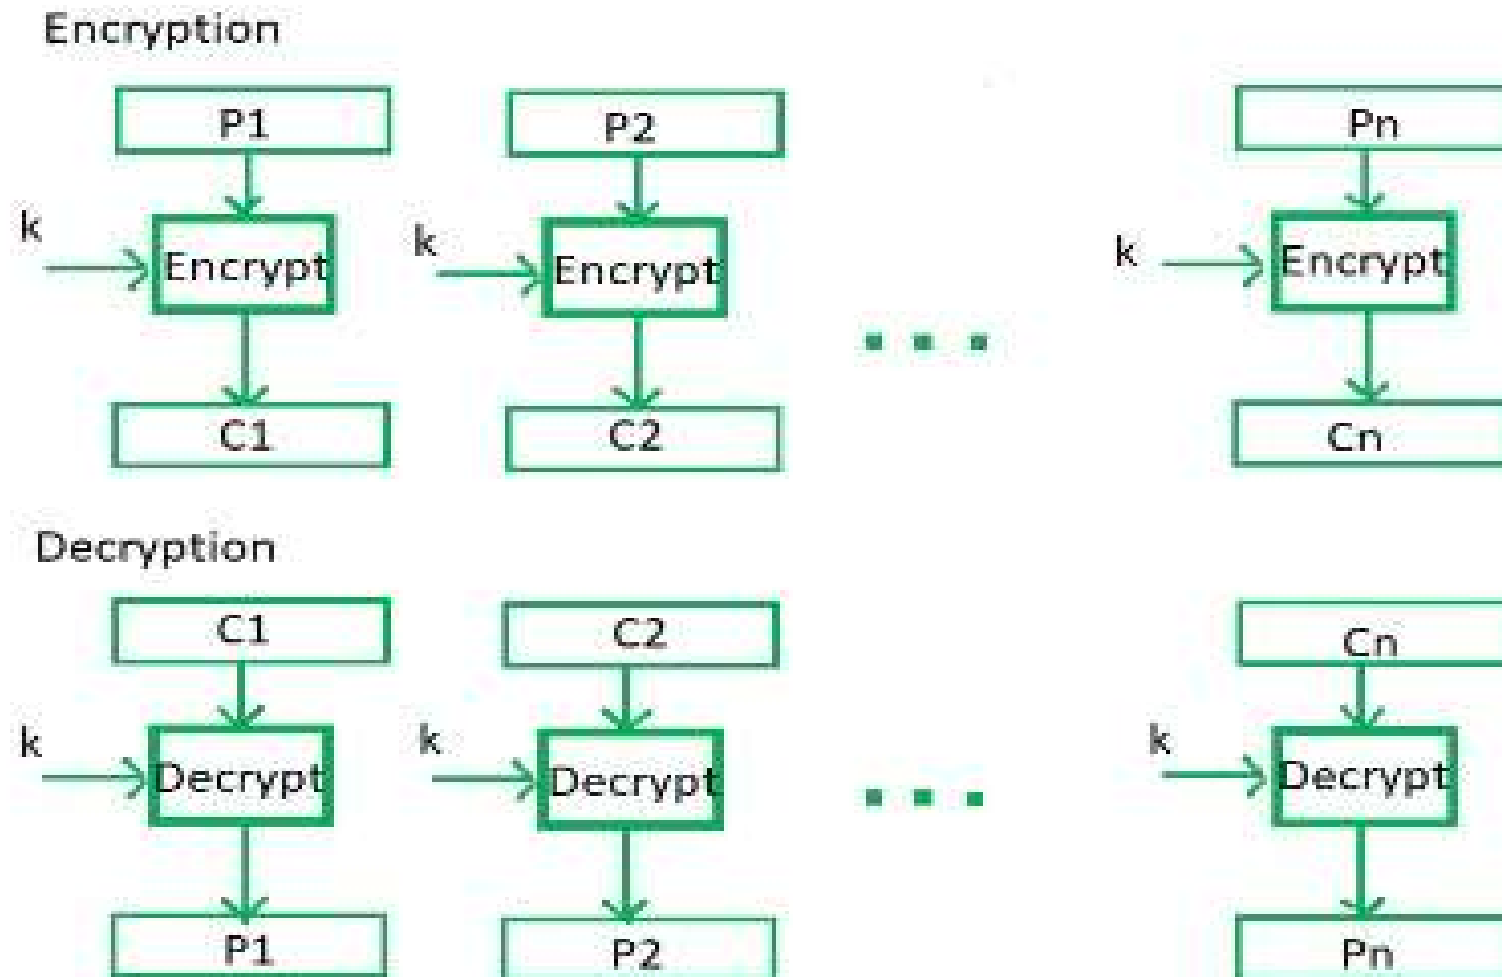 Encryption
P1 P2 Pn
k k k
Encrypt Encrypt Encrypt
C1 C2 Cn
Decryption
C1 C2 Cn
k k k
Decrypt Decrypt Decrypt
P1 P2 Pn